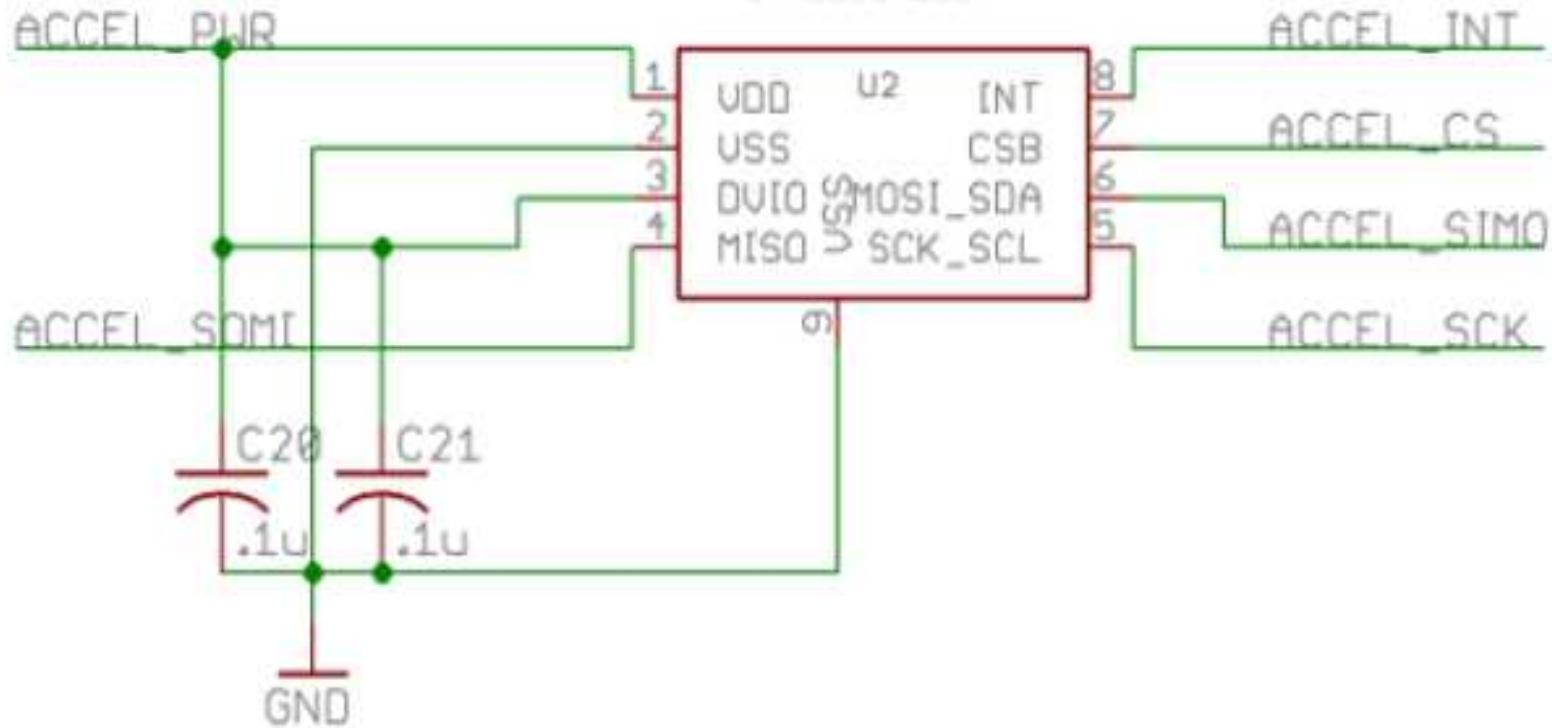 ACCEL_PWR
ACCEL_INT
1
VDD
U2
INT
8
2
VSS
CSB
7
ACCEL_CS
3
DVIO
VSS
MOSI_SDA
6
4
MISO
SCK_SCL
5
ACCEL_SIMO
ACCEL_SOMI
9
ACCEL_SCK
C20
C21
.1u
.1u
GND